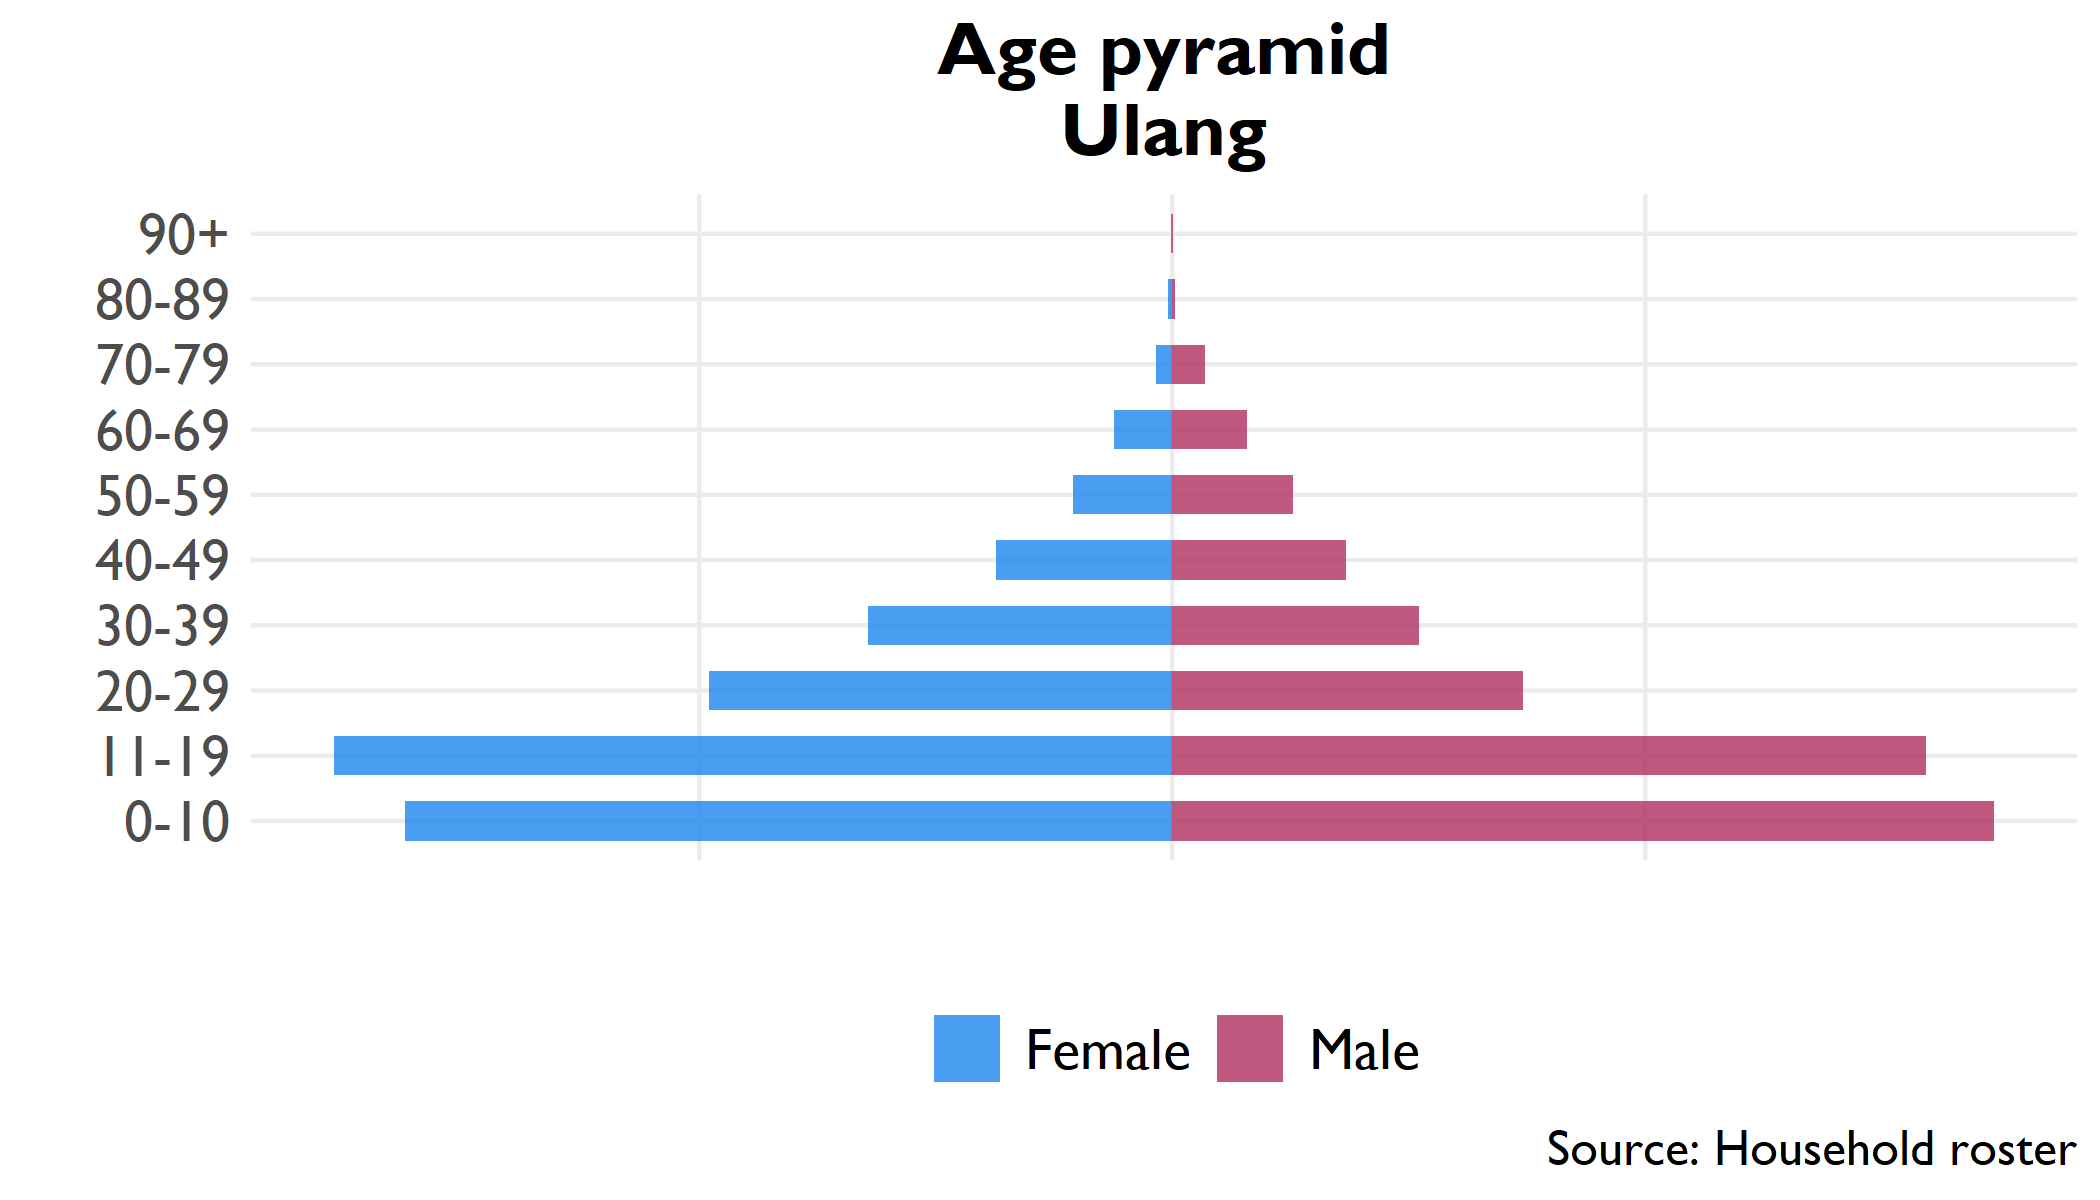 Age pyramid
Ulang
90+
80-89
70-79
60-69
50-59
40-49
30-39
20-29
11-19
0-10
Female
Male
Source: Household roster